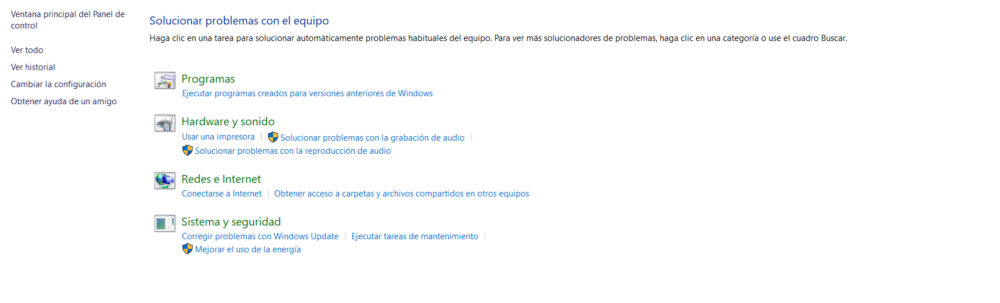 Ventana principal del Panel de
control
Ver todo
Ver historial
Cambiar la configuración
Obtener ayuda de un amigo
Solucionar problemas con el equipo
Haga clic en una tarea para solucionar automáticamente problemas habituales del equipo. Para ver más solucionadores de problemas, haga clic en una categoría o use el cuadro Buscar.
Programas
Ejecutar programas creados para versiones anteriores de Windows
Hardware y sonido
Usar una impresora Solucionar problemas con la grabación de audio
Solucionar problemas con la reproducción de audio
Redes e Internet
Conectarse a Internet Obtener acceso a carpetas y archivos compartidos en otros equipos
Sistema y seguridad
Corregir problemas con Windows Update Ejecutar tareas de mantenimiento
Mejorar el uso de la energía